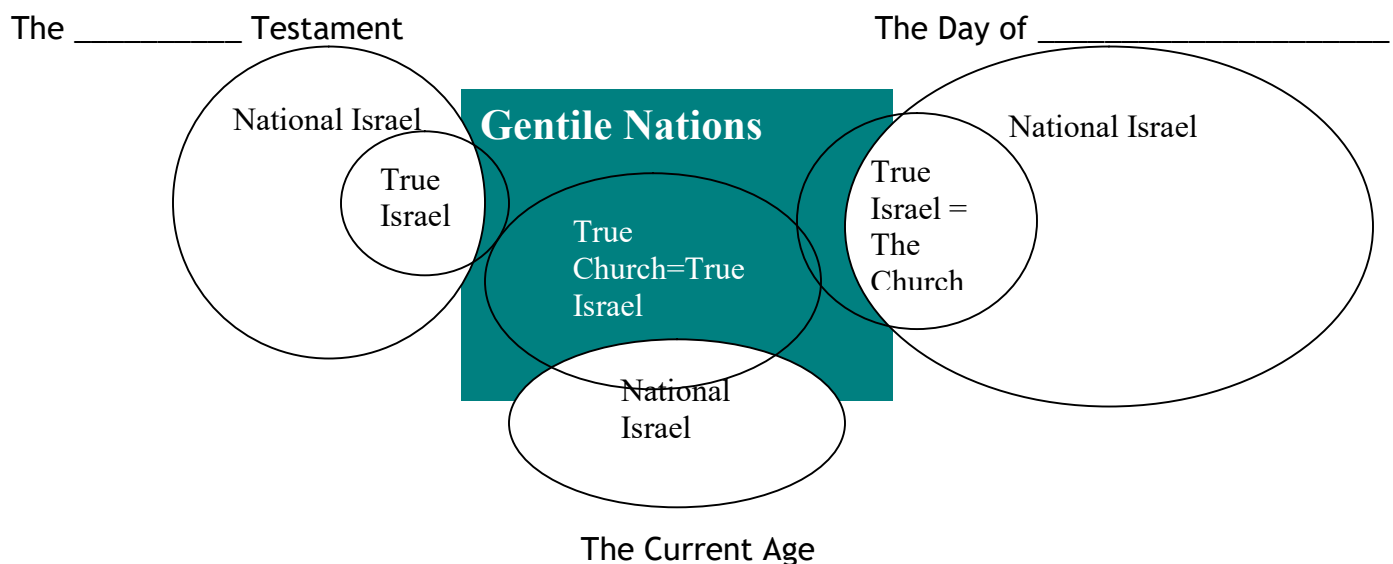 The __________ Testament
The Day of _____________________
National Israel
Gentile Nations
National Israel
True
Israel
True
Church=True
Israel
True
Israel =
The
Church
National
Israel
The Current Age